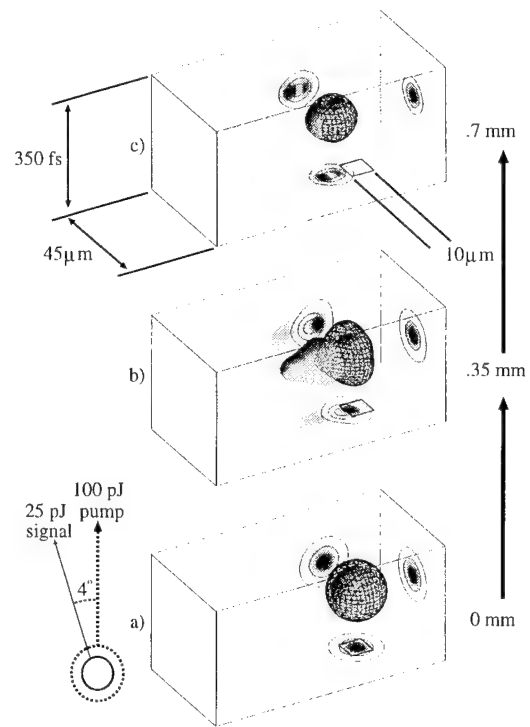 .7 mm
c)
350 fs
45μm
10μm
b)
.35 mm
100 pJ
pump
25 pJ
signal
4°
a)
0 mm